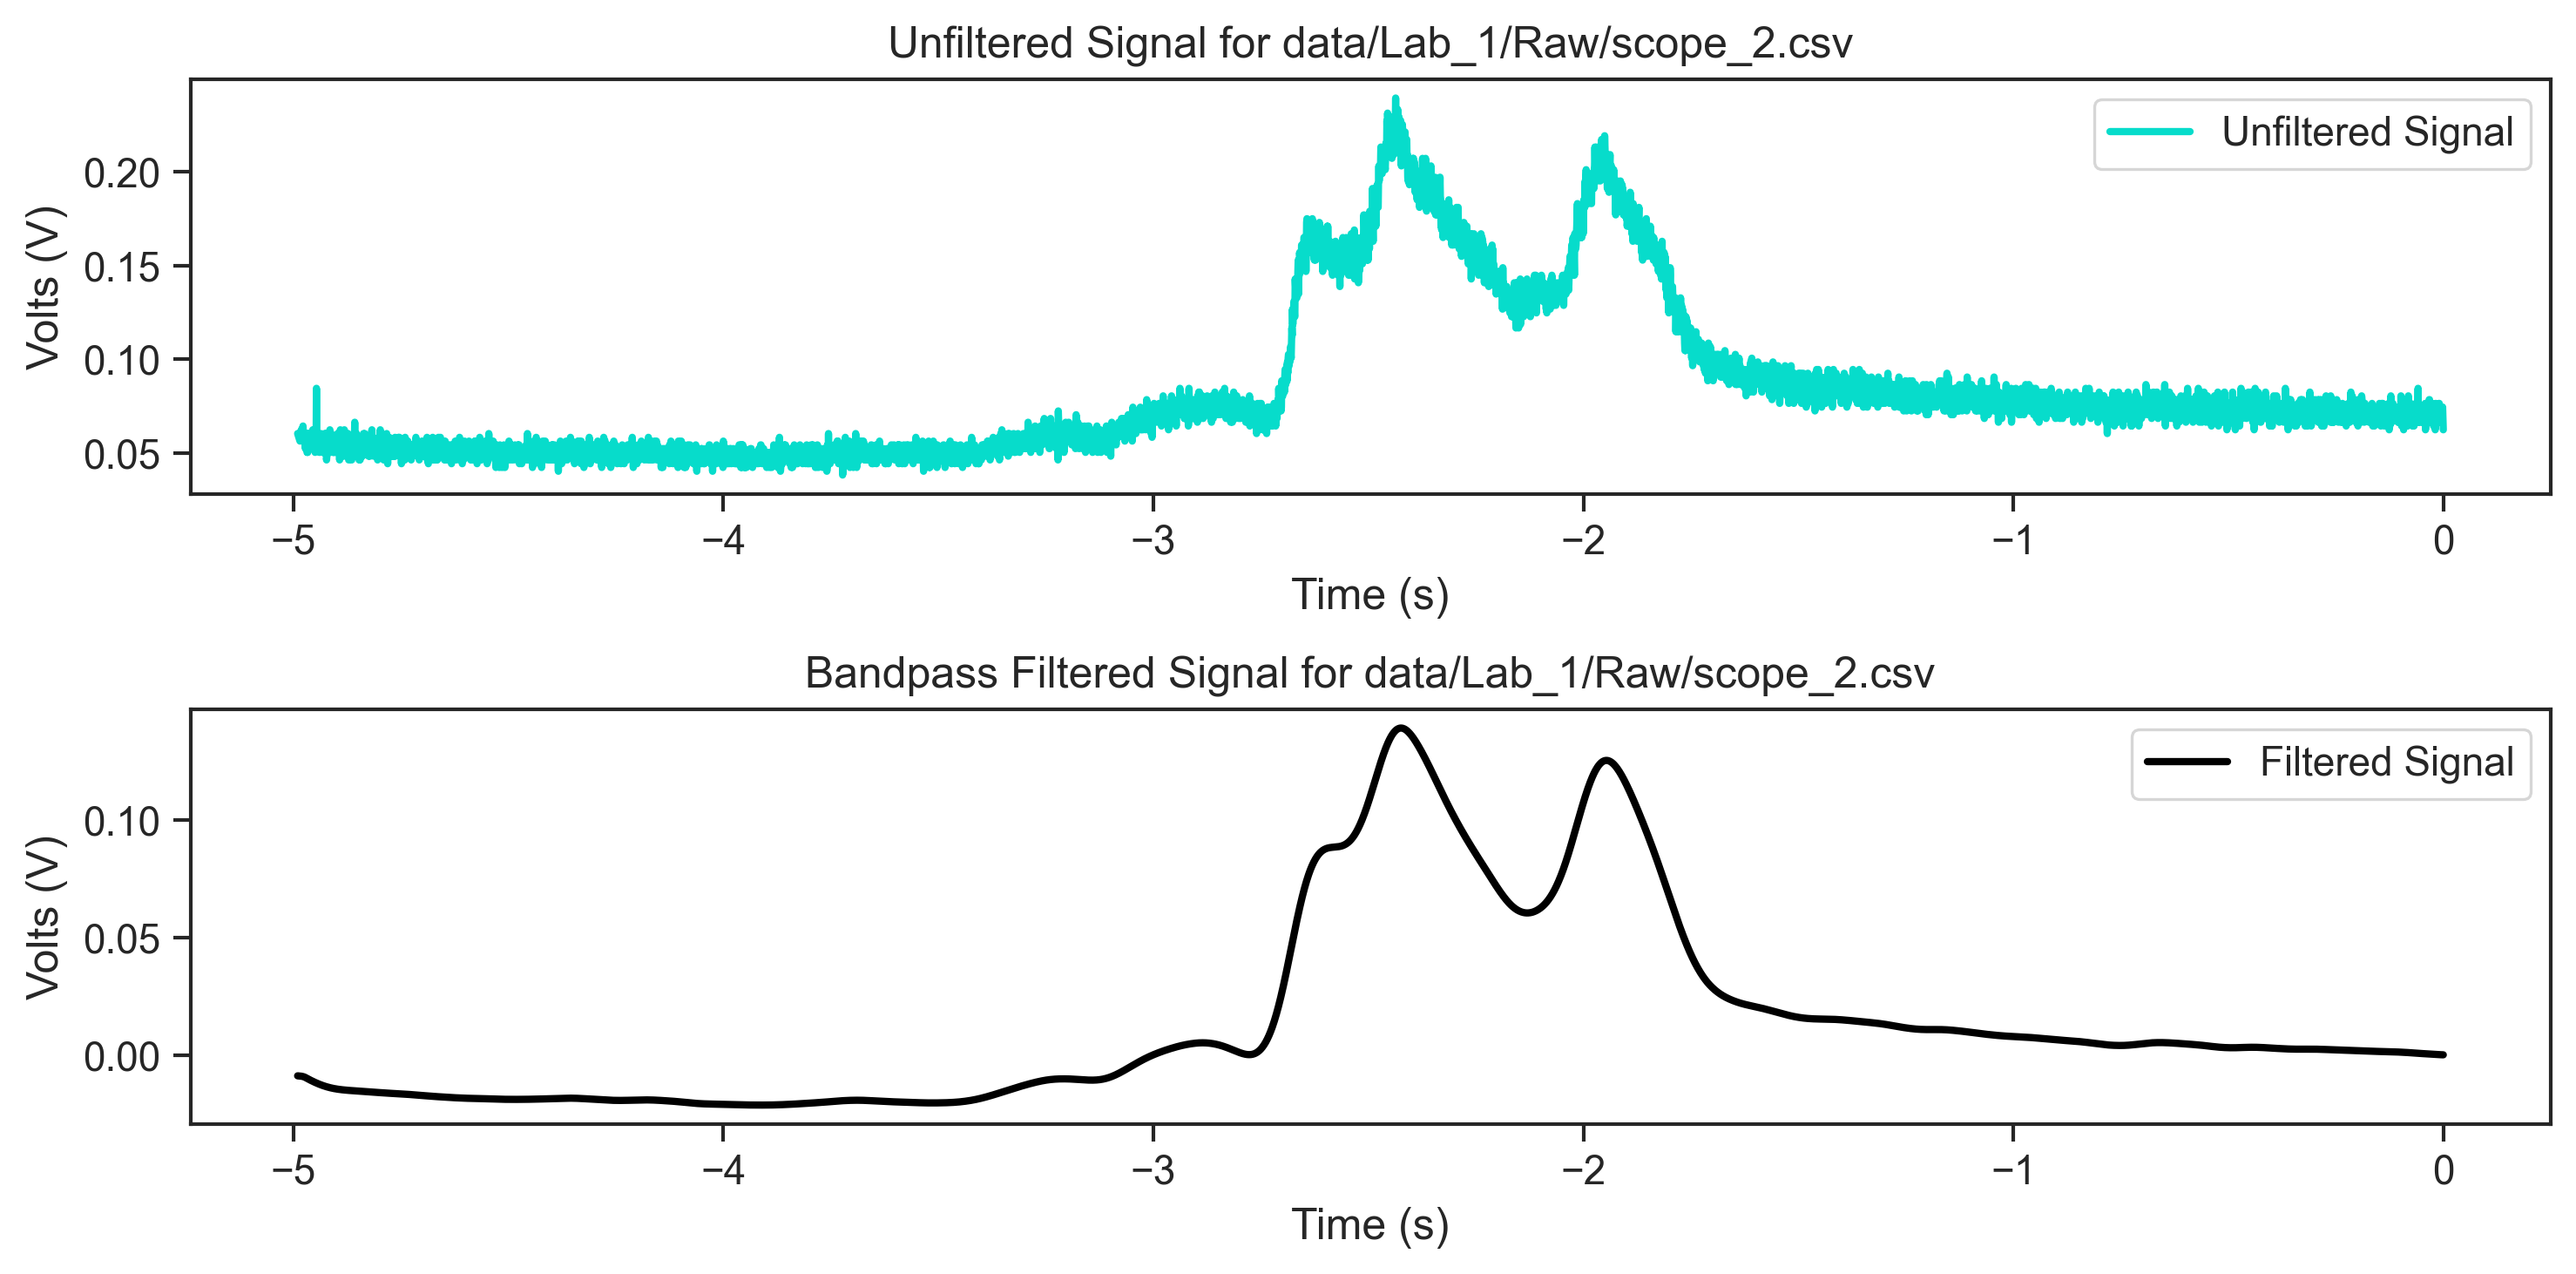 Unfiltered Signal for data/Lab_1/Raw/scope_2.csv
Unfiltered Signal
Volts (V)
0.20
0.15
0.10
0.05
−5 −4 −3 −2 −1 0
Time (s)
Bandpass Filtered Signal for data/Lab_1/Raw/scope_2.csv
Filtered Signal
Volts (V)
0.10
0.05
0.00
−5 −4 −3 −2 −1 0
Time (s)